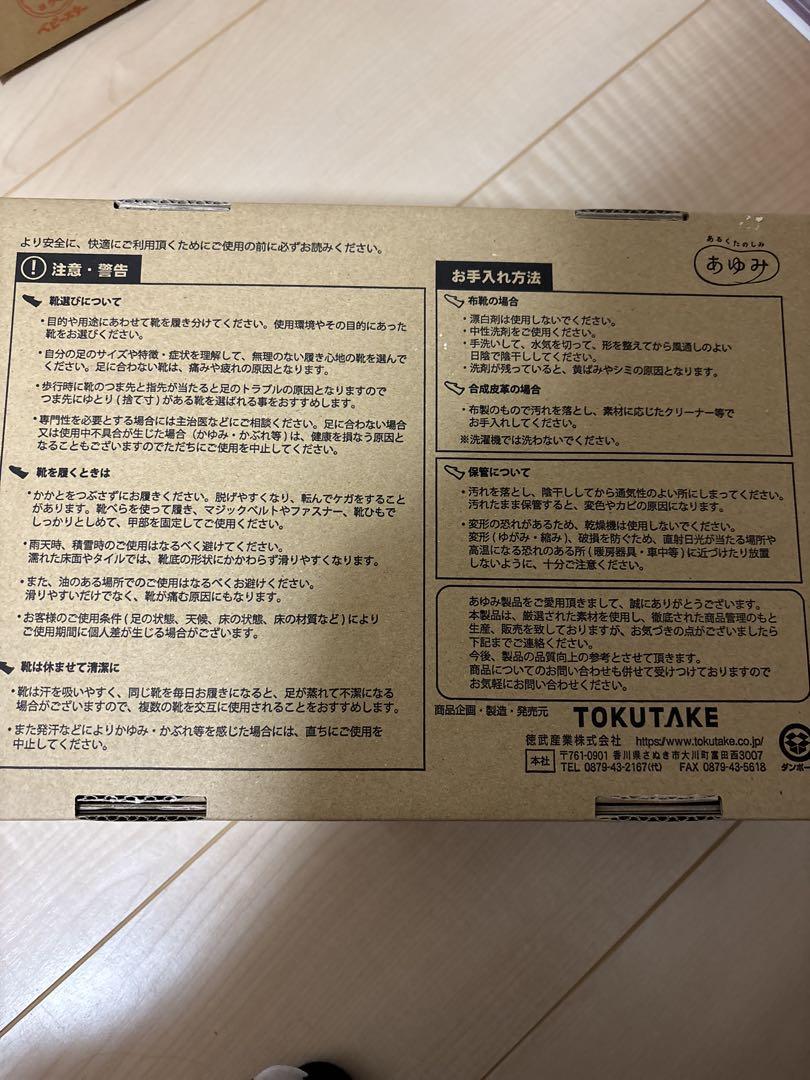 ベビースター
より安全に、快適にご利用頂くためにご使用の前に必ずお読みください。
注意・警告
靴選びについて
・目的や用途にあわせて靴を履き分けてください。使用環境やその目的にあった
靴をお選びください。
・自分の足のサイズや特徴・症状を理解して、無理のない履き心地の靴を選んで
ください。足に合わない靴は、痛みや疲れの原因となります。
・歩行時に靴のつま先と指先が当たると足のトラブルの原因となりますので
つま先にゆとり(捨て寸)がある靴を選ばれる事をおすすめします。
・専門性を必要とする場合には主治医などにご相談ください。足に合わない場合
又は使用中不具合が生じた場合(かゆみ・かぶれ等)は、健康を損なう原因と
なることもございますのでただちにご使用を中止してください。
靴を履くときは
・かかとをつぶさずにお履きください。脱げやすくなり、転んでケガをすること
があります。靴べらを使って履き、マジックベルトやファスナー、靴ひもで
しっかりとしめて、甲部を固定してご使用ください。
・雨天時、積雪時のご使用はなるべく避けてください。
濡れた床面やタイルでは、靴底の形状にかかわらず滑りやすくなります。
・また、油のある場所でのご使用はなるべくお避けください。
滑りやすいだけでなく、靴が痛む原因にもなります。
・お客様のご使用条件(足の状態、天候、床の状態、床の材質など)により
ご使用期間に個人差が生じる場合がございます。
靴は休ませて清潔に
・靴は汗を吸いやすく、同じ靴を毎日お履きになると、足が蒸れて不潔になる
場合がございますので、複数の靴を交互に使用されることをおすすめします。
・また発汗などによりかゆみ・かぶれ等を感じた場合には、直ちにご使用を
中止してください。
あるくたのしみ
あゆみ
お手入れ方法
布靴の場合
・漂白剤は使用しないでください。
・中性洗剤をご使用ください。
・手洗いして、水気を切って、形を整えてから風通しのよい
日陰で陰干ししてください。
・洗剤が残っていると、黄ばみやシミの原因となります。
合成皮革の場合
・布製のもので汚れを落とし、素材に応じたクリーナー等で
お手入れしてください。
※洗濯機では洗わないでください。
保管について
・汚れを落とし、陰干ししてから通気性のよい所にしまってください。
汚れたまま保管すると、変色やカビの原因になります。
・変形の恐れがあるため、乾燥機は使用しないでください。
変形(ゆがみ・縮み)、破損を防ぐため、直射日光が当たる場所や
高温になる恐れのある所(暖房器具・車中等)に近づけたり放置
しないように、十分ご注意ください。
あゆみ製品をご愛用頂きまして、誠にありがとうございます。
本製品は、厳選された素材を使用し、徹底された商品管理のもと
生産、販売を致しておりますが、お気づきの点がございましたら
下記までご連絡ください。
今後、製品の品質向上の参考とさせて頂きます。
商品についてのお問い合わせも併せて受けつけておりますので
お気軽にお問い合わせください。
商品企画・製造・発売元 TOKUTAKE
徳武産業株式会社 https://www.tokutake.co.jp/
本社 〒761-0901 香川県さぬき市大川町富田西3007
TEL 0879-43-2167(代) FAX 0879-43-5618
ダンボー